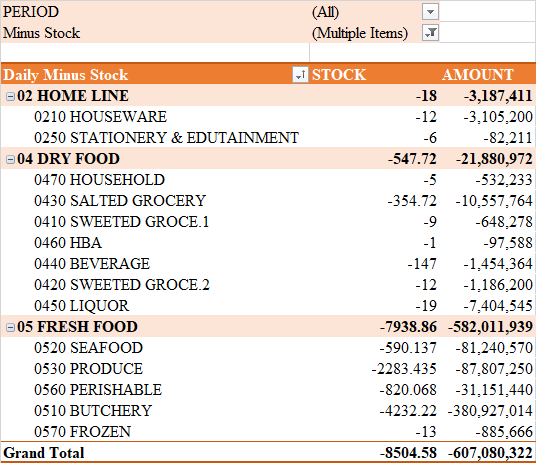 PERIOD (All)
Minus Stock (Multiple Items)
Daily Minus Stock STOCK AMOUNT
02 HOME LINE -18 -3,187,411
0210 HOUSEWARE -12 -3,105,200
0250 STATIONERY & EDUTAINMENT -6 -82,211
04 DRY FOOD -547.72 -21,880,972
0470 HOUSEHOLD -5 -532,233
0430 SALTED GROCERY -354.72 -10,557,764
0410 SWEETED GROCE.1 -9 -648,278
0460 HBA -1 -97,588
0440 BEVERAGE -147 -1,454,364
0420 SWEETED GROCE.2 -12 -1,186,200
0450 LIQUOR -19 -7,404,545
05 FRESH FOOD -7938.86 -582,011,939
0520 SEAFOOD -590.137 -81,240,570
0530 PRODUCE -2283.435 -87,807,250
0560 PERISHABLE -820.068 -31,151,440
0510 BUTCHERY -4232.22 -380,927,014
0570 FROZEN -13 -885,666
Grand Total -8504.58 -607,080,322